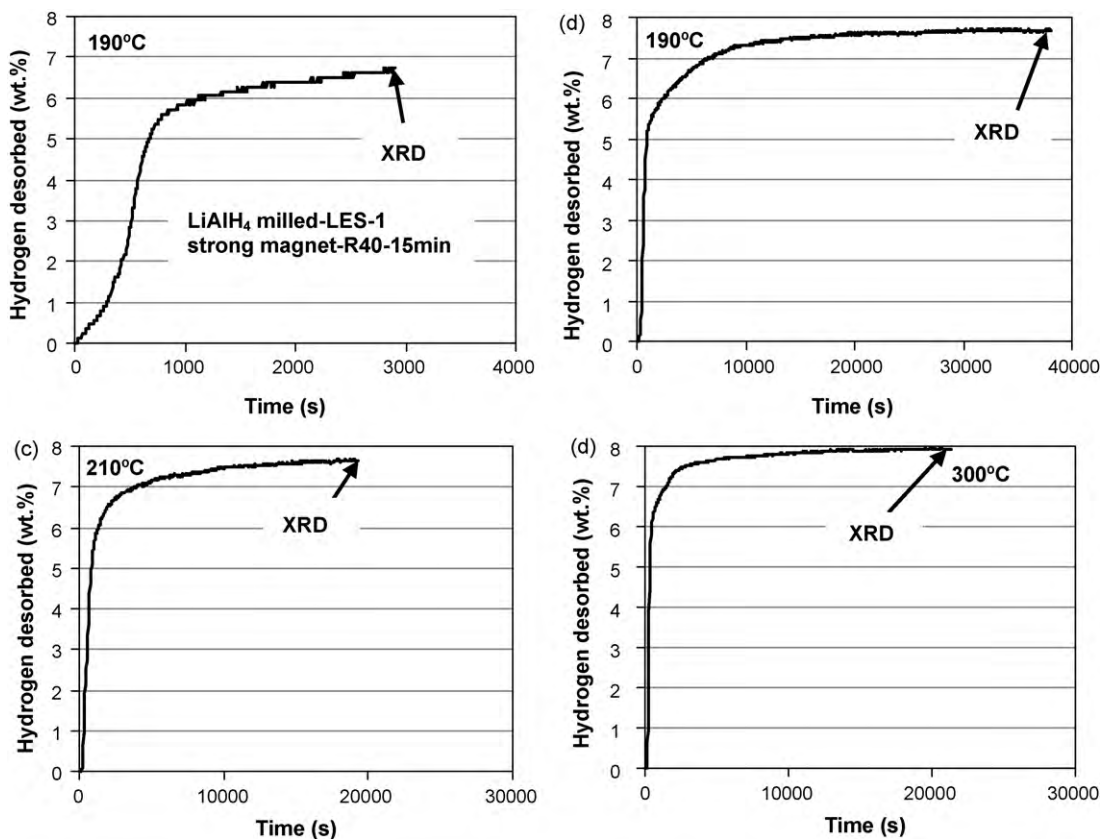 190ºC
XRD
LiAlH4 milled-LES-1
strong magnet-R40-15min
Hydrogen desorbed (wt.%)
0 1 2 3 4 5 6 7 8
0 1000 2000 3000 4000
Time (s)
(d)
190ºC
XRD
Hydrogen desorbed (wt.%)
0 1 2 3 4 5 6 7 8
0 10000 20000 30000 40000
Time (s)
(c)
210ºC
XRD
Hydrogen desorbed (wt.%)
0 1 2 3 4 5 6 7 8
0 10000 20000 30000
Time (s)
(d)
300ºC
XRD
Hydrogen desorbed (wt.%)
0 1 2 3 4 5 6 7 8
0 10000 20000 30000
Time (s)